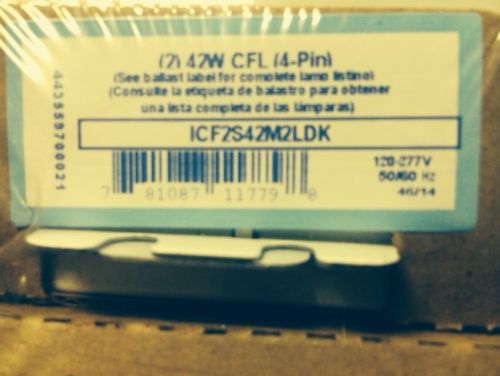 (2) 42W CFL (4-Pin)
(See ballast label for complete lamp listing)
(Consulte la etiqueta de balastro para obtener
una lista completa de las lámparas)
ICF2S42M2LDK
443559700021
7 81087 11779 8
120-277V
50/60 Hz
46/14